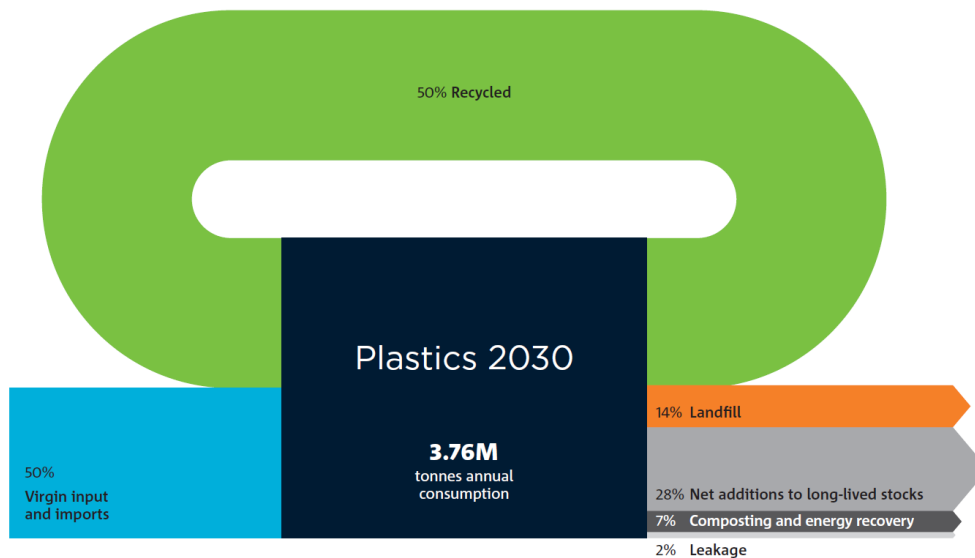 50% Recycled
Plastics 2030
3.76M
tonnes annual
consumption
50%
Virgin input
and imports
14% Landfill
28% Net additions to long-lived stocks
7% Composting and energy recovery
2% Leakage